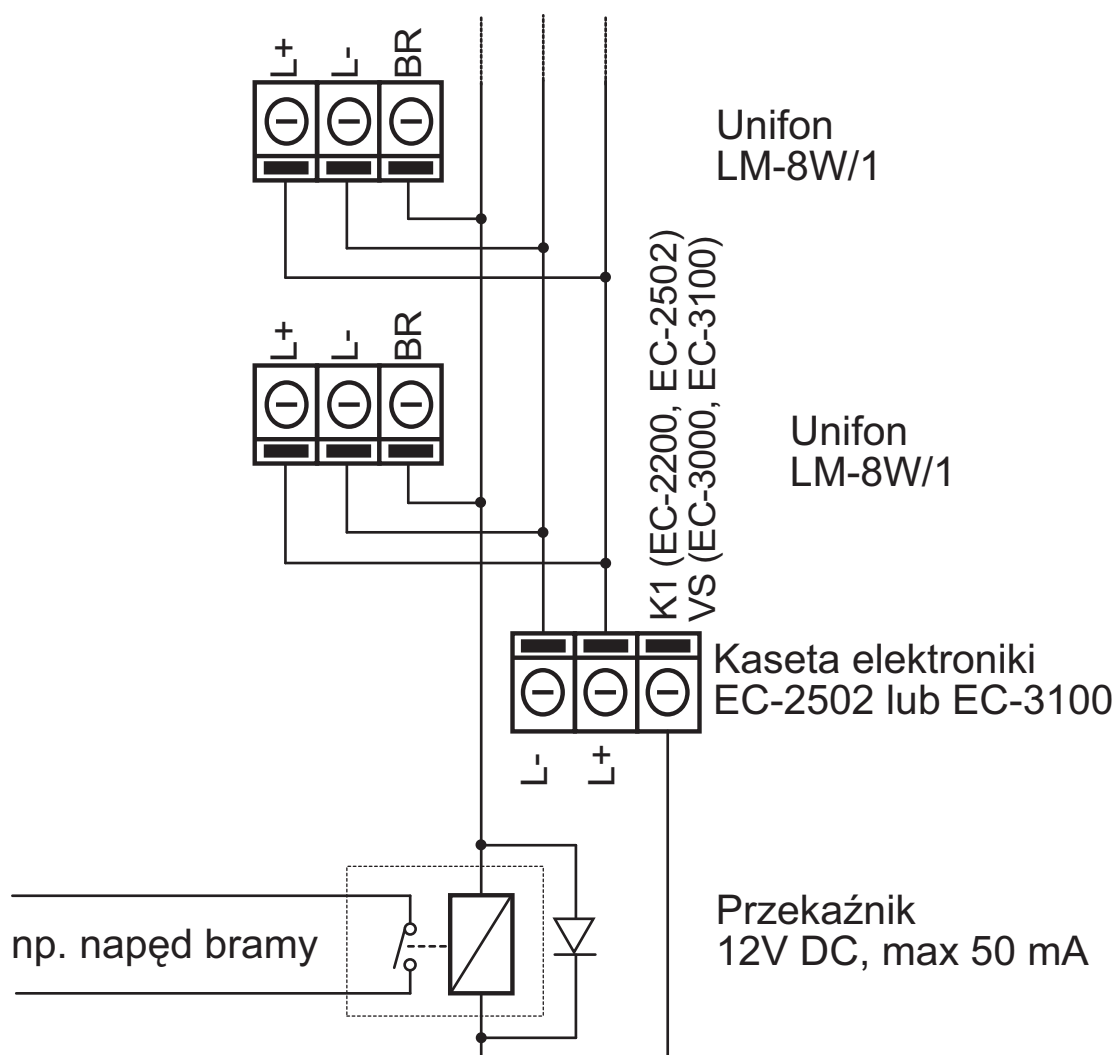 L+ L- BR
Unifon
LM-8W/1
L+ L- BR
Unifon
LM-8W/1
K1 (EC-2200, EC-2502)
VS (EC-3000, EC-3100)
Kaseta elektroniki
EC-2502 lub EC-3100
L- L+
Przekaźnik
12V DC, max 50 mA
np. napęd bramy